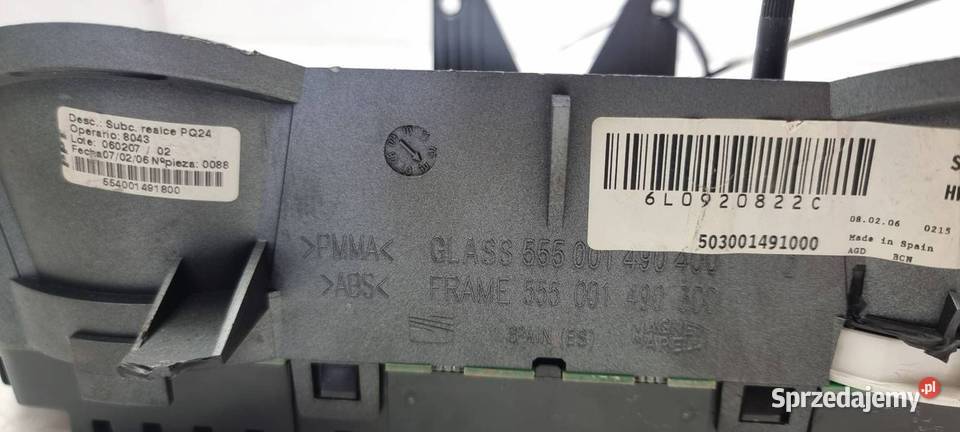 Desc.: Subc. realce PQ24
Operario: 8043
Lote: 060207 / 02
Fecha07/02/06 Nºpieza: 0088
554001491800
6L0920822C
503001491000
08.02.06 0215
Made in Spain
AGD BCN
>PMMA< GLASS 555 001 490 400
>ABS< FRAME 555 001 490 300
SPAIN (ES) MAGNETI MARELLI
Sprzedajemy.pl